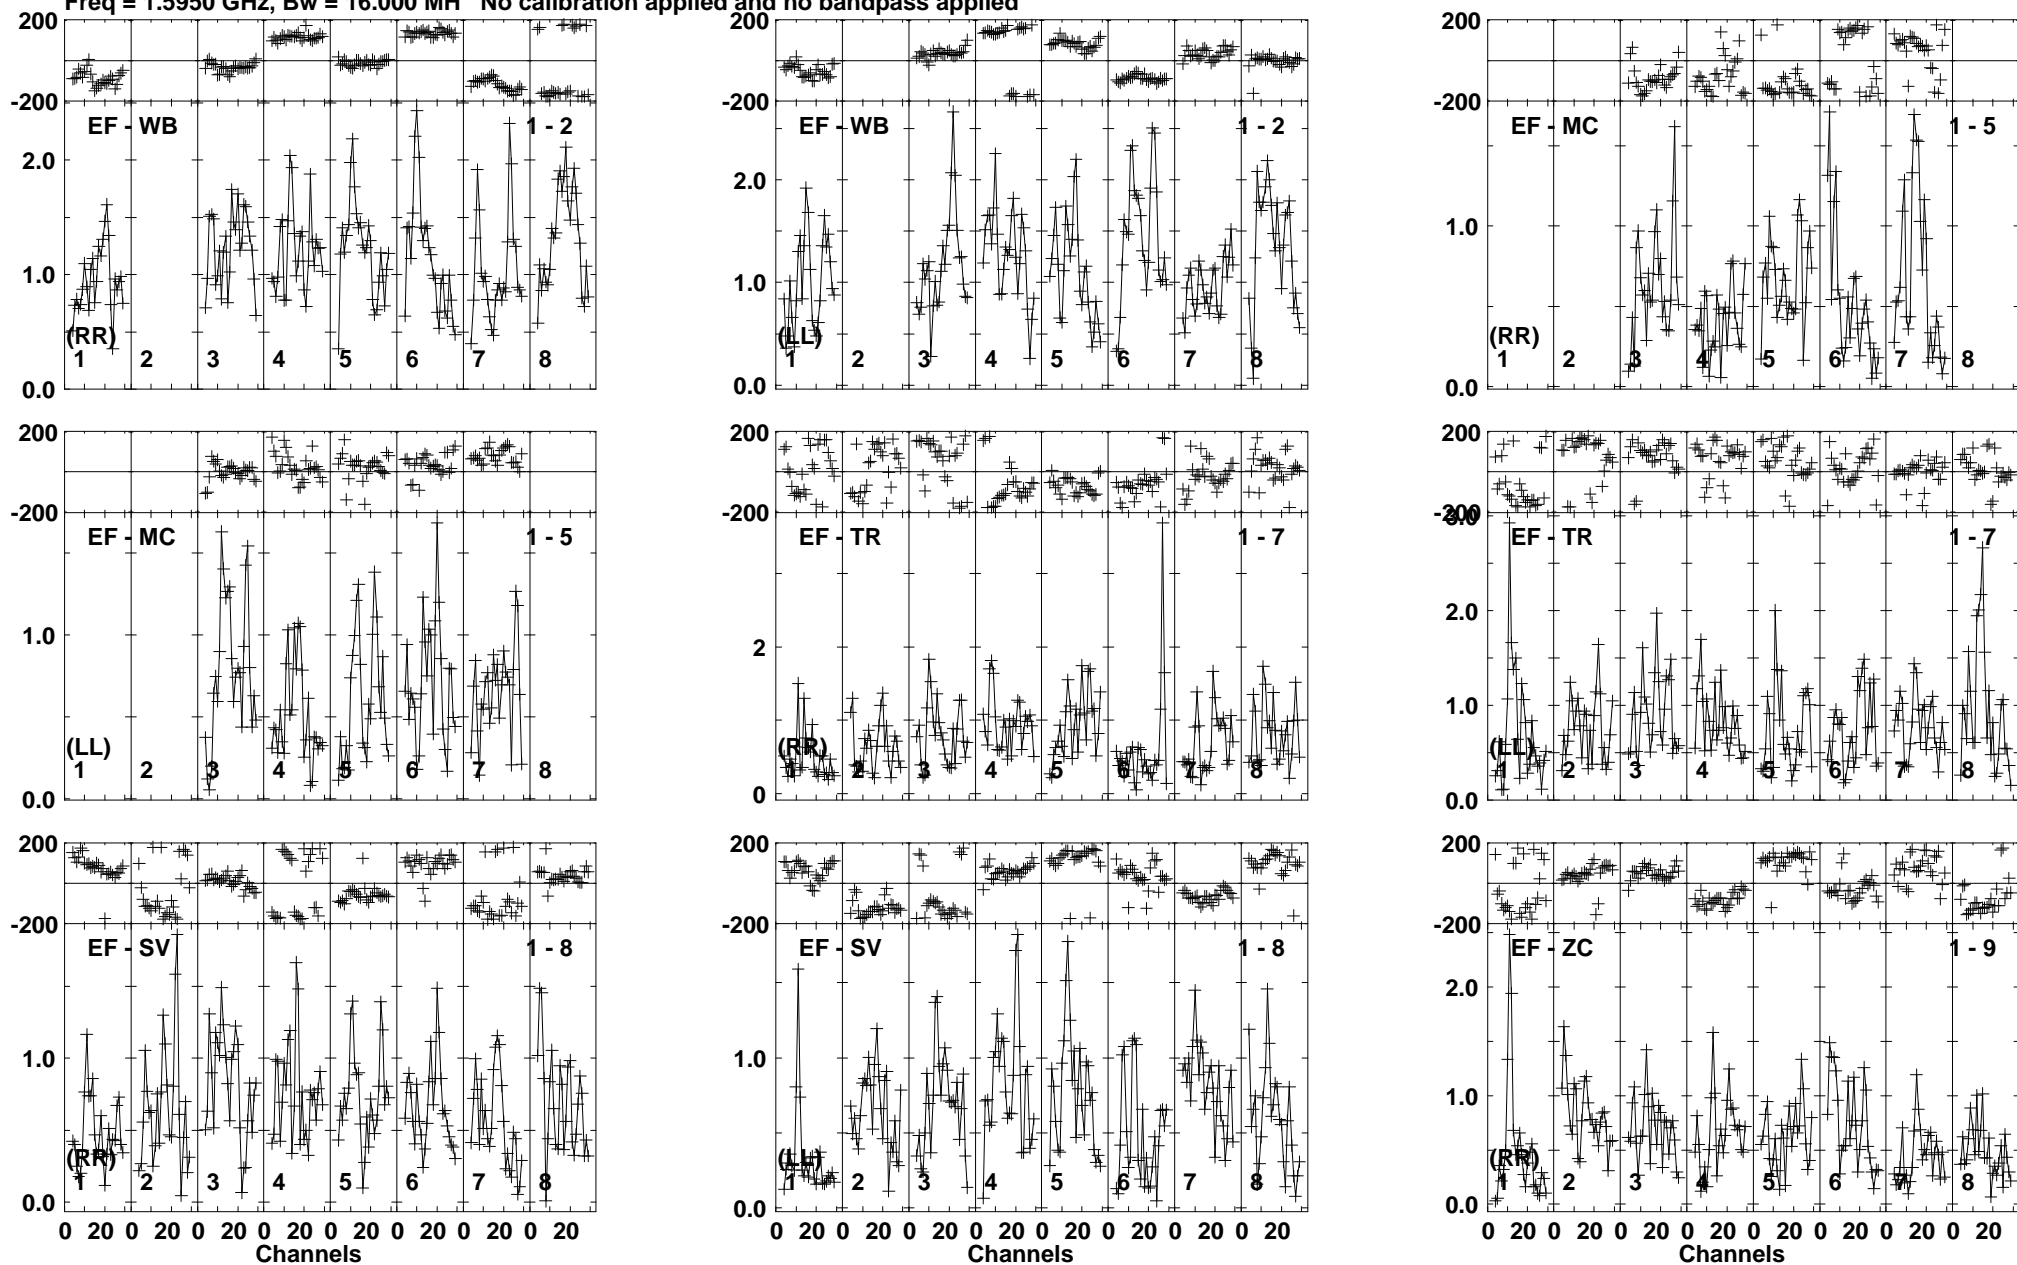 Freq = 1.5950 GHz, Bw = 16.000 MH No calibration applied and no bandpass applied
200 200 200
-200 -200 -200
EF - WB 1 - 2 EF - WB 1 - 2 EF - MC 1 - 5
2.0 2.0
1.0 1.0 1.0
(RR) (LL) (RR)
1 2 3 4 5 6 7 8 1 2 3 4 5 6 7 8 1 2 3 4 5 6 7 8
0.0 0.0 0.0
200 200 200
-200 -200 -200
3.0
EF - MC 1 - 5 EF - TR 1 - 7 EF - TR 1 - 7
1.0 2 2.0
1.0
(LL) (RR) (LL)
1 2 3 4 5 6 7 8 1 2 3 4 5 6 7 8 1 2 3 4 5 6 7 8
0.0 0 0.0
200 200 200
-200 -200 -200
EF - SV 1 - 8 EF - SV 1 - 8 EF - ZC 1 - 9
2.0
1.0 1.0 1.0
(RR) (LL) (RR)
1 2 3 4 5 6 7 8 1 2 3 4 5 6 7 8 1 2 3 4 5 6 7 8
0.0 0.0 0.0
0 20 0 20 0 20 0 20 0 20 0 20 0 20 0 20 0 20 0 20 0 20 0 20 0 20 0 20 0 20 0 20 0 20 0 20 0 20 0 20 0 20 0 20 0 20 0 20
Channels Channels Channels